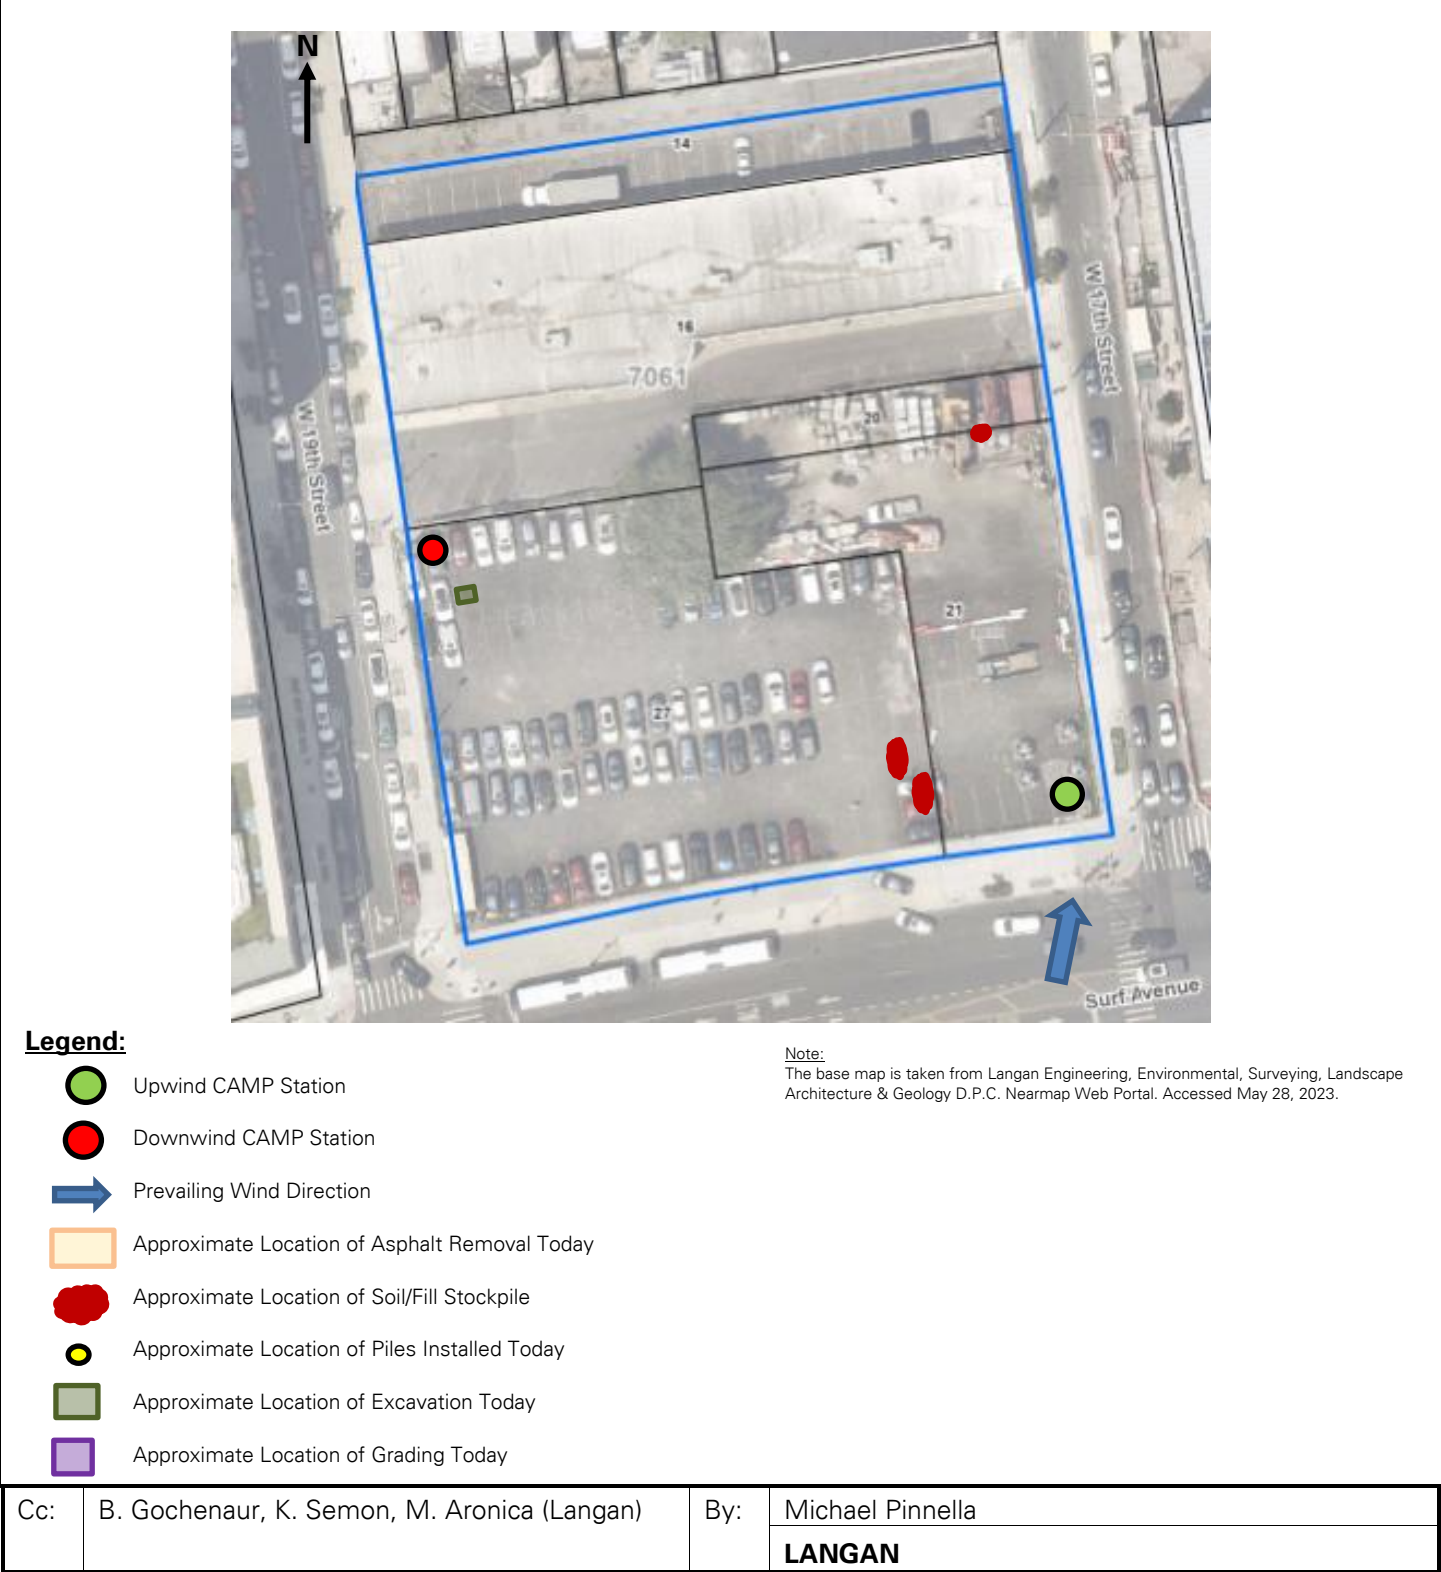 N
14
16
7061
W 17th Street
20
W 19th Street
21
27
Surf Avenue
Legend:
Upwind CAMP Station
Downwind CAMP Station
Prevailing Wind Direction
Approximate Location of Asphalt Removal Today
Approximate Location of Soil/Fill Stockpile
Approximate Location of Piles Installed Today
Approximate Location of Excavation Today
Approximate Location of Grading Today
Note:
The base map is taken from Langan Engineering, Environmental, Surveying, Landscape
Architecture & Geology D.P.C. Nearmap Web Portal. Accessed May 28, 2023.
Cc: B. Gochenaur, K. Semon, M. Aronica (Langan) By: Michael Pinnella
LANGAN